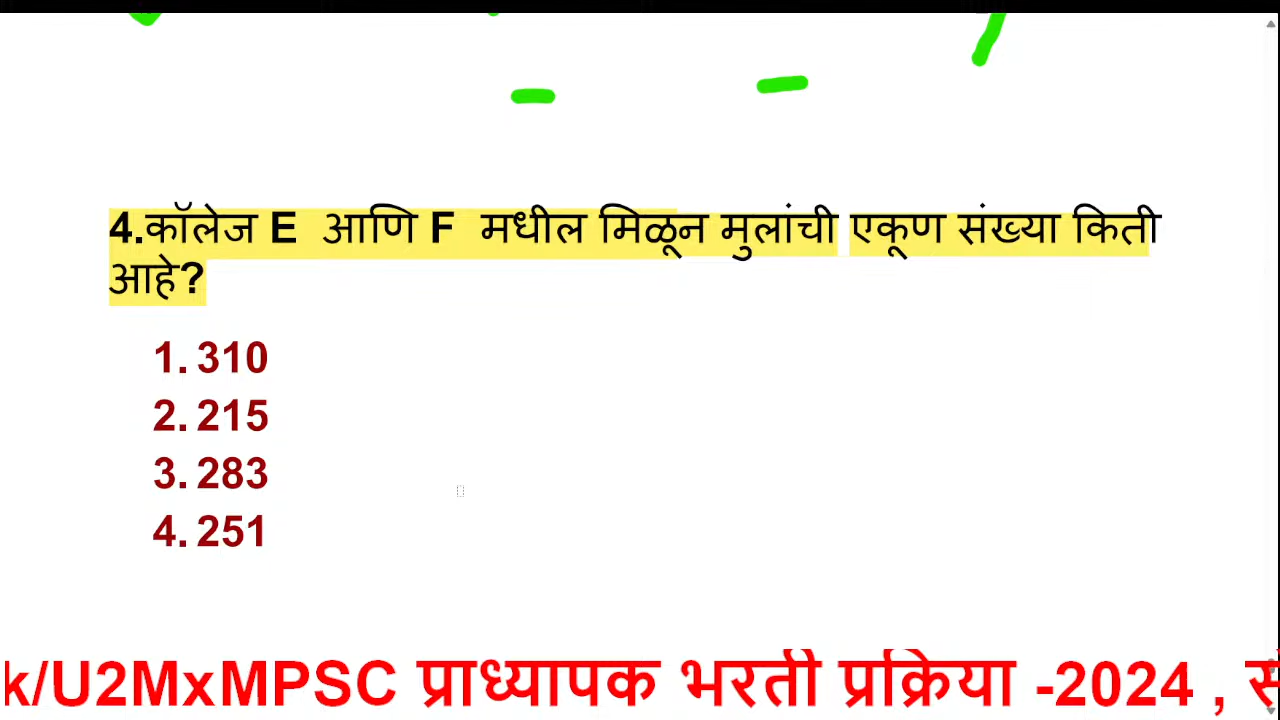 4.कॉलेज E आणि F मधील मिळून मुलांची एकूण संख्या किती
आहे?
1. 310
2. 215
3. 283
4. 251
k/U2MxMPSC प्राध्यापक भरती प्रक्रिया -2024 ,